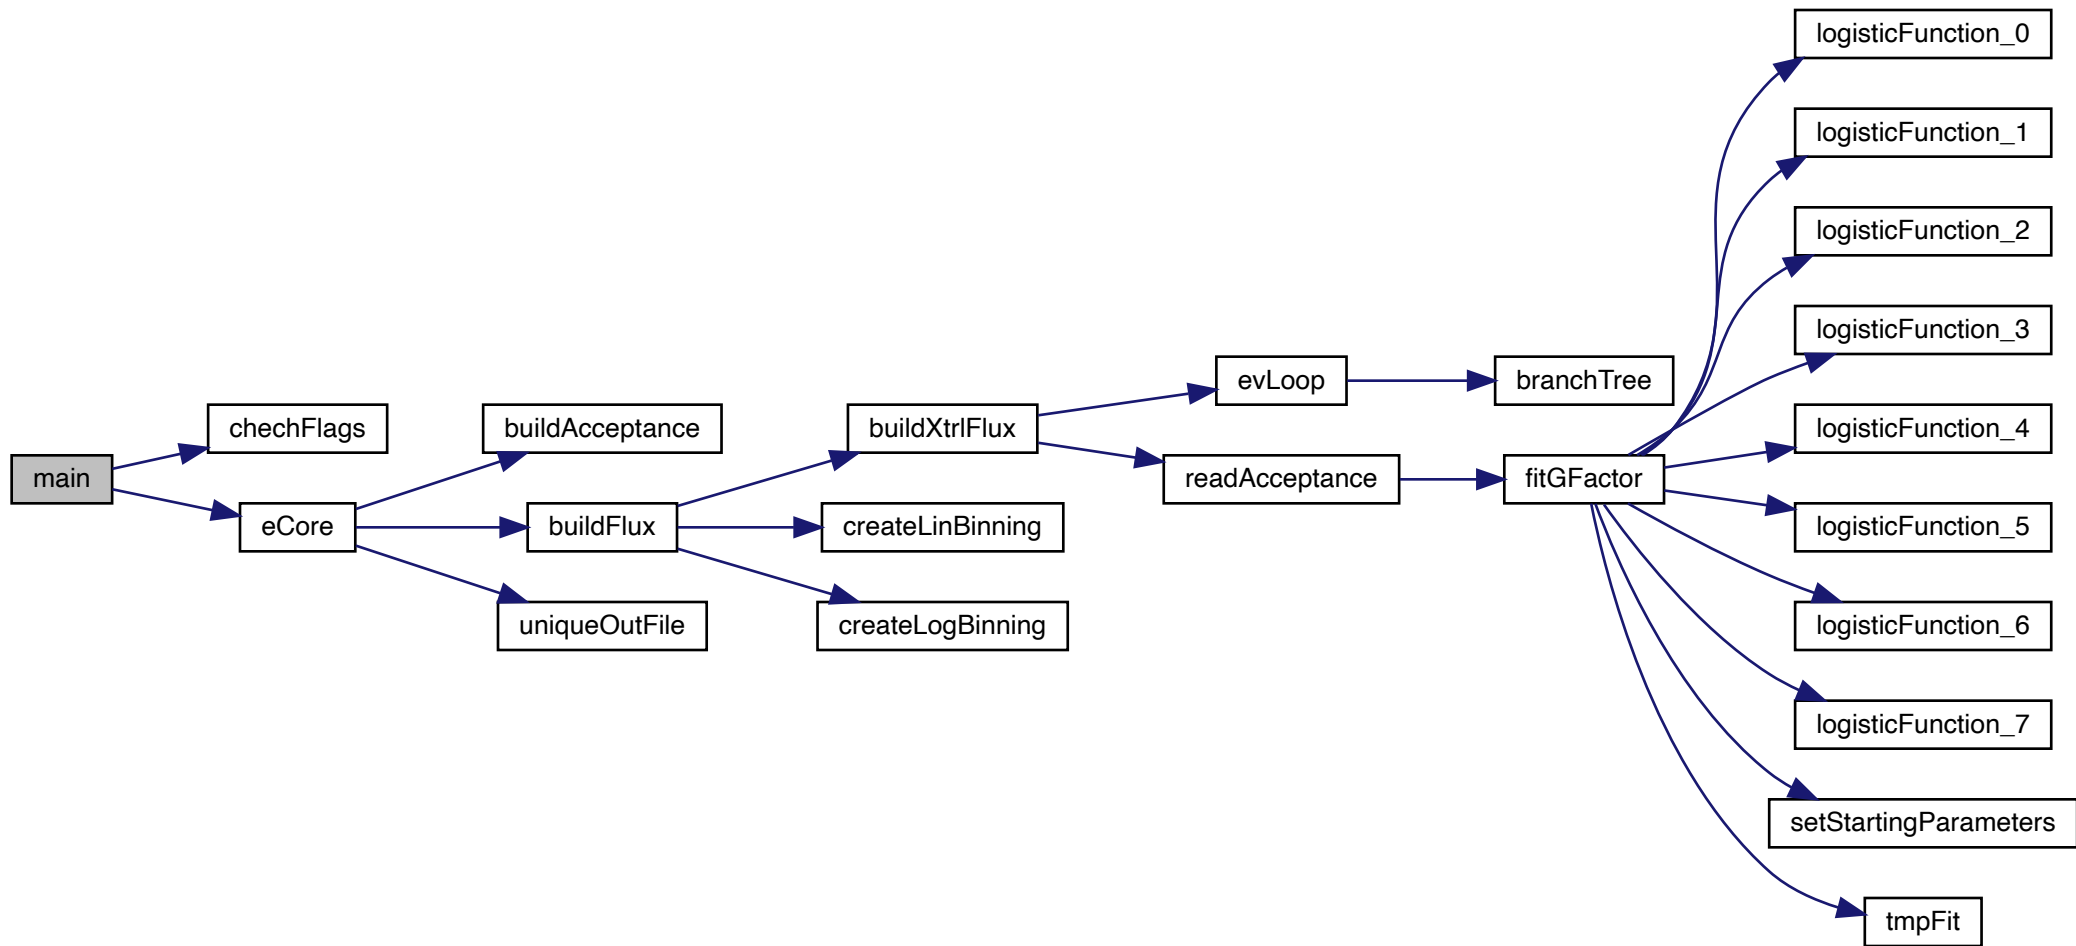 main
chechFlags
eCore
buildAcceptance
buildFlux
uniqueOutFile
buildXtrlFlux
createLinBinning
createLogBinning
evLoop
readAcceptance
branchTree
fitGFactor
logisticFunction_0
logisticFunction_1
logisticFunction_2
logisticFunction_3
logisticFunction_4
logisticFunction_5
logisticFunction_6
logisticFunction_7
setStartingParameters
tmpFit